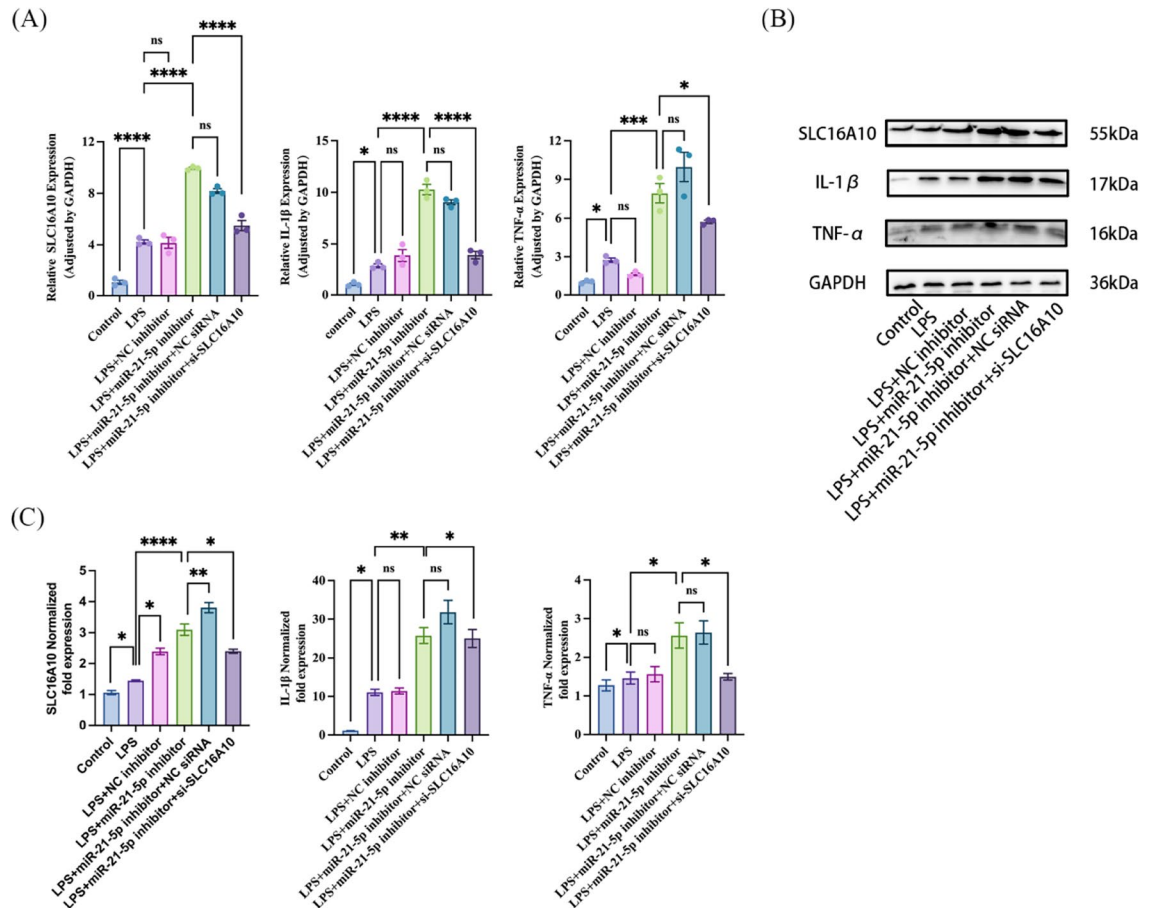 (A)
Relative SLC16A10 Expression
(Adjusted by GAPDH)
12
8
4
0
****
ns
****
****
ns
Control
LPS
LPS+NC inhibitor
LPS+miR-21-5p inhibitor
LPS+miR-21-5p inhibitor+NC siRNA
LPS+miR-21-5p inhibitor+si-SLC16A10
Relative IL-1β Expression
(Adjusted by GAPDH)
15
10
5
0
*
ns
****
****
ns
Control
LPS
LPS+NC inhibitor
LPS+miR-21-5p inhibitor
LPS+miR-21-5p inhibitor+NC siRNA
LPS+miR-21-5p inhibitor+si-SLC16A10
Relative TNF-α Expression
(Adjusted by GAPDH)
12
9
6
3
0
*
ns
***
*
ns
Control
LPS
LPS+NC inhibitor
LPS+miR-21-5p inhibitor
LPS+miR-21-5p inhibitor+NC siRNA
LPS+miR-21-5p inhibitor+si-SLC16A10
(B)
SLC16A10 55kDa
IL-1β 17kDa
TNF-α 16kDa
GAPDH 36kDa
Control
LPS
LPS+NC inhibitor
LPS+miR-21-5p inhibitor
LPS+miR-21-5p inhibitor+NC siRNA
LPS+miR-21-5p inhibitor+si-SLC16A10
(C)
SLC16A10 Normalized
fold expression
5
4
3
2
1
0
*
*
****
**
*
Control
LPS
LPS+NC inhibitor
LPS+miR-21-5p inhibitor
LPS+miR-21-5p inhibitor+NC siRNA
LPS+miR-21-5p inhibitor+si-SLC16A10
IL-1β Normalized
fold expression
40
30
20
10
0
*
ns
**
*
ns
Control
LPS
LPS+NC inhibitor
LPS+miR-21-5p inhibitor
LPS+miR-21-5p inhibitor+NC siRNA
LPS+miR-21-5p inhibitor+si-SLC16A10
TNF-α Normalized
fold expression
4
3
2
1
0
*
ns
*
*
ns
Control
LPS
LPS+NC inhibitor
LPS+miR-21-5p inhibitor
LPS+miR-21-5p inhibitor+NC siRNA
LPS+miR-21-5p inhibitor+si-SLC16A10